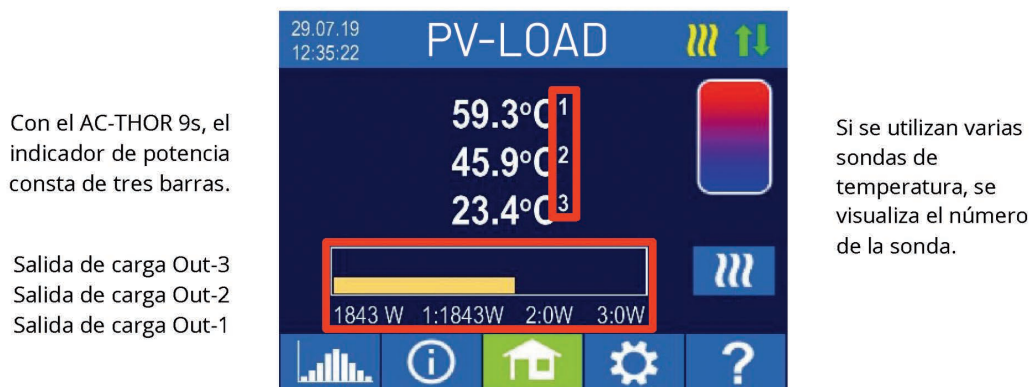 Con el AC-THOR 9s, el
indicador de potencia
consta de tres barras.
Salida de carga Out-3
Salida de carga Out-2
Salida de carga Out-1
29.07.19
12:35:22
PV-LOAD
59.3°C 1
45.9°C 2
23.4°C 3
1843 W 1:1843W 2:0W 3:0W
?
Si se utilizan varias
sondas de
temperatura, se
visualiza el número
de la sonda.